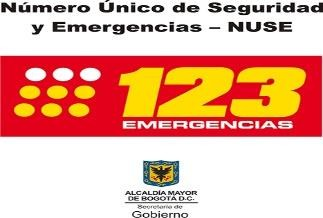 Número Único de Seguridad
y Emergencias – NUSE
123
EMERGENCIAS
ALCALDÍA MAYOR
DE BOGOTÁ D.C.
Secretaría de
Gobierno